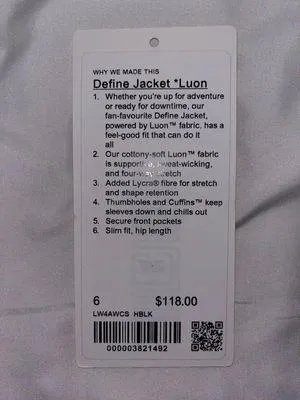 WHY WE MADE THIS
Define Jacket *Luon
1. Whether you're up for adventure
or ready for downtime, our
fan-favourite Define Jacket,
powered by Luon™ fabric, has a
feel-good fit that can do it
all
2. Our cottony-soft Luon™ fabric
is supportive, sweat-wicking,
and four-way stretch
3. Added Lycra® fibre for stretch
and shape retention
4. Thumbholes and Cuffins™ keep
sleeves down and chills out
5. Secure front pockets
6. Slim fit, hip length
6 $118.00
LW4AWCS HBLK
000003821492